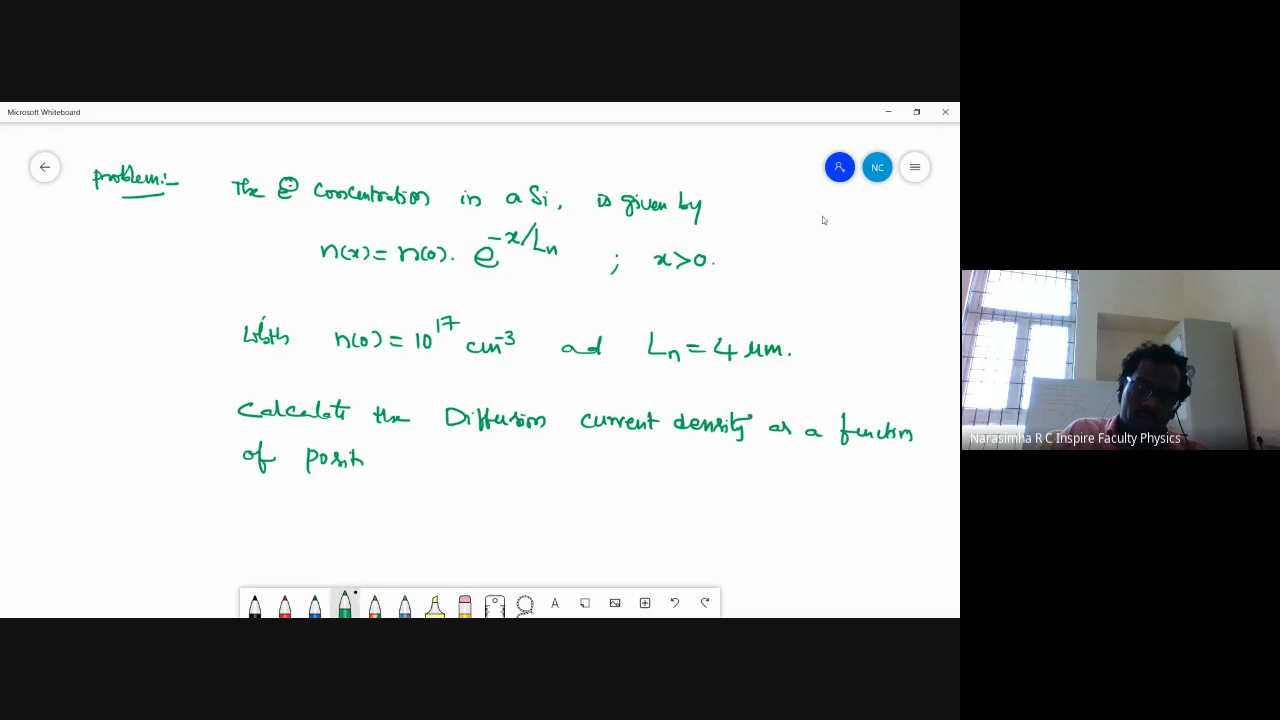 Microsoft Whiteboard
NC
problem:-
The e⊖ concentration in a Si, is given by
n(x) = n(0). e^{-x/Ln} ; x>0.
With n(0) = 10^{17} cm^{-3} and Ln = 4 μm.
Calculate the Diffusion current density as a function
of posit
A
Narasimha R C Inspire Faculty Physics